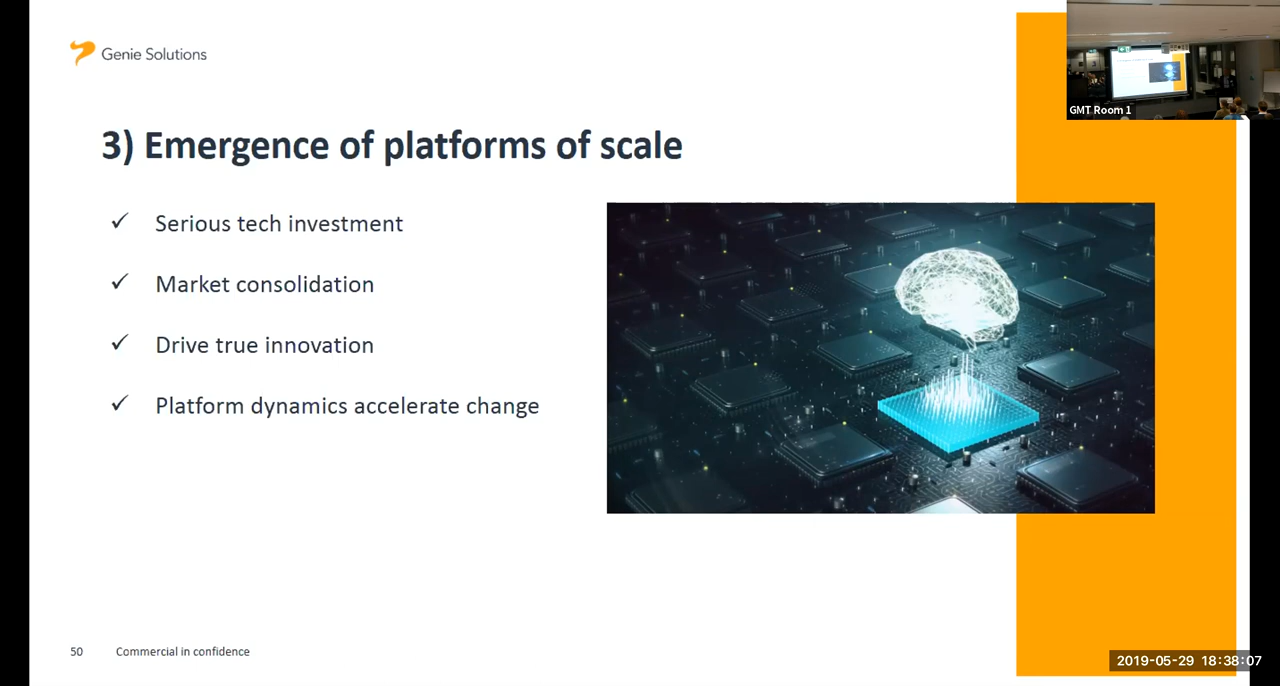 Genie Solutions
GMT Room 1
3) Emergence of platforms of scale
✓ Serious tech investment
✓ Market consolidation
✓ Drive true innovation
✓ Platform dynamics accelerate change
50 Commercial in confidence
2019-05-29 18:38:07